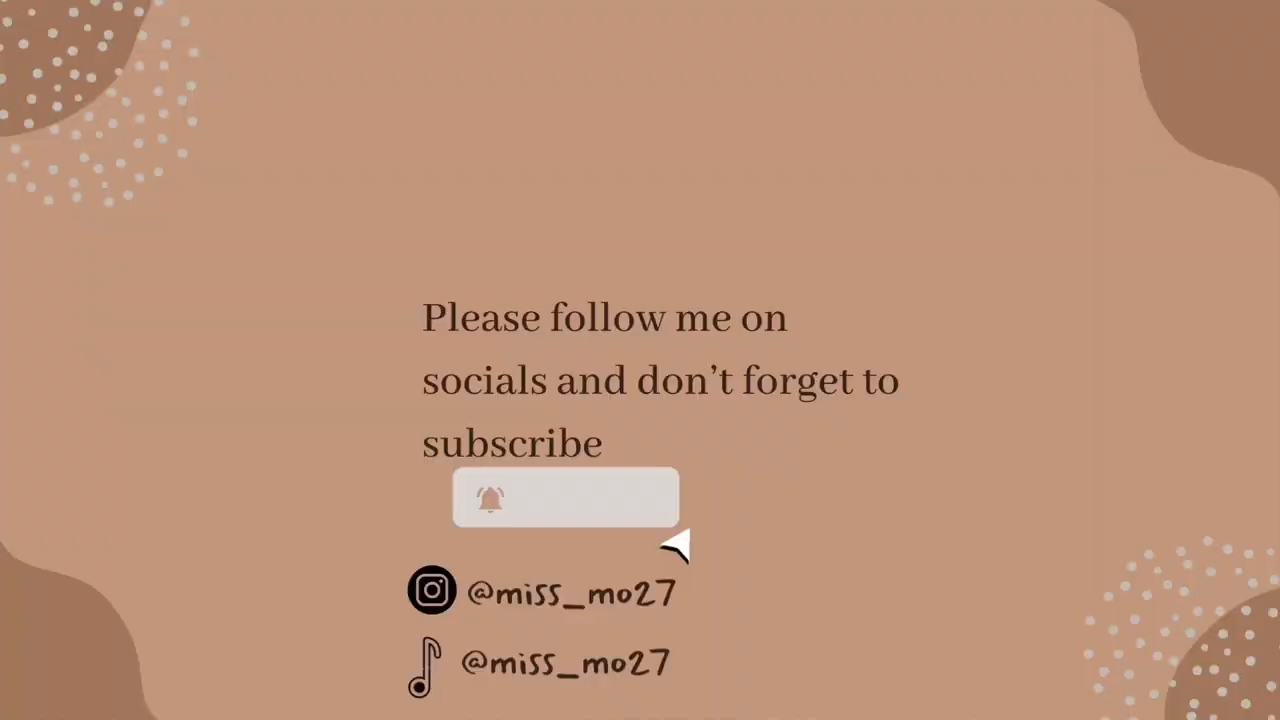 Please follow me on
socials and don’t forget to
subscribe
@miss_mo27
@miss_mo27